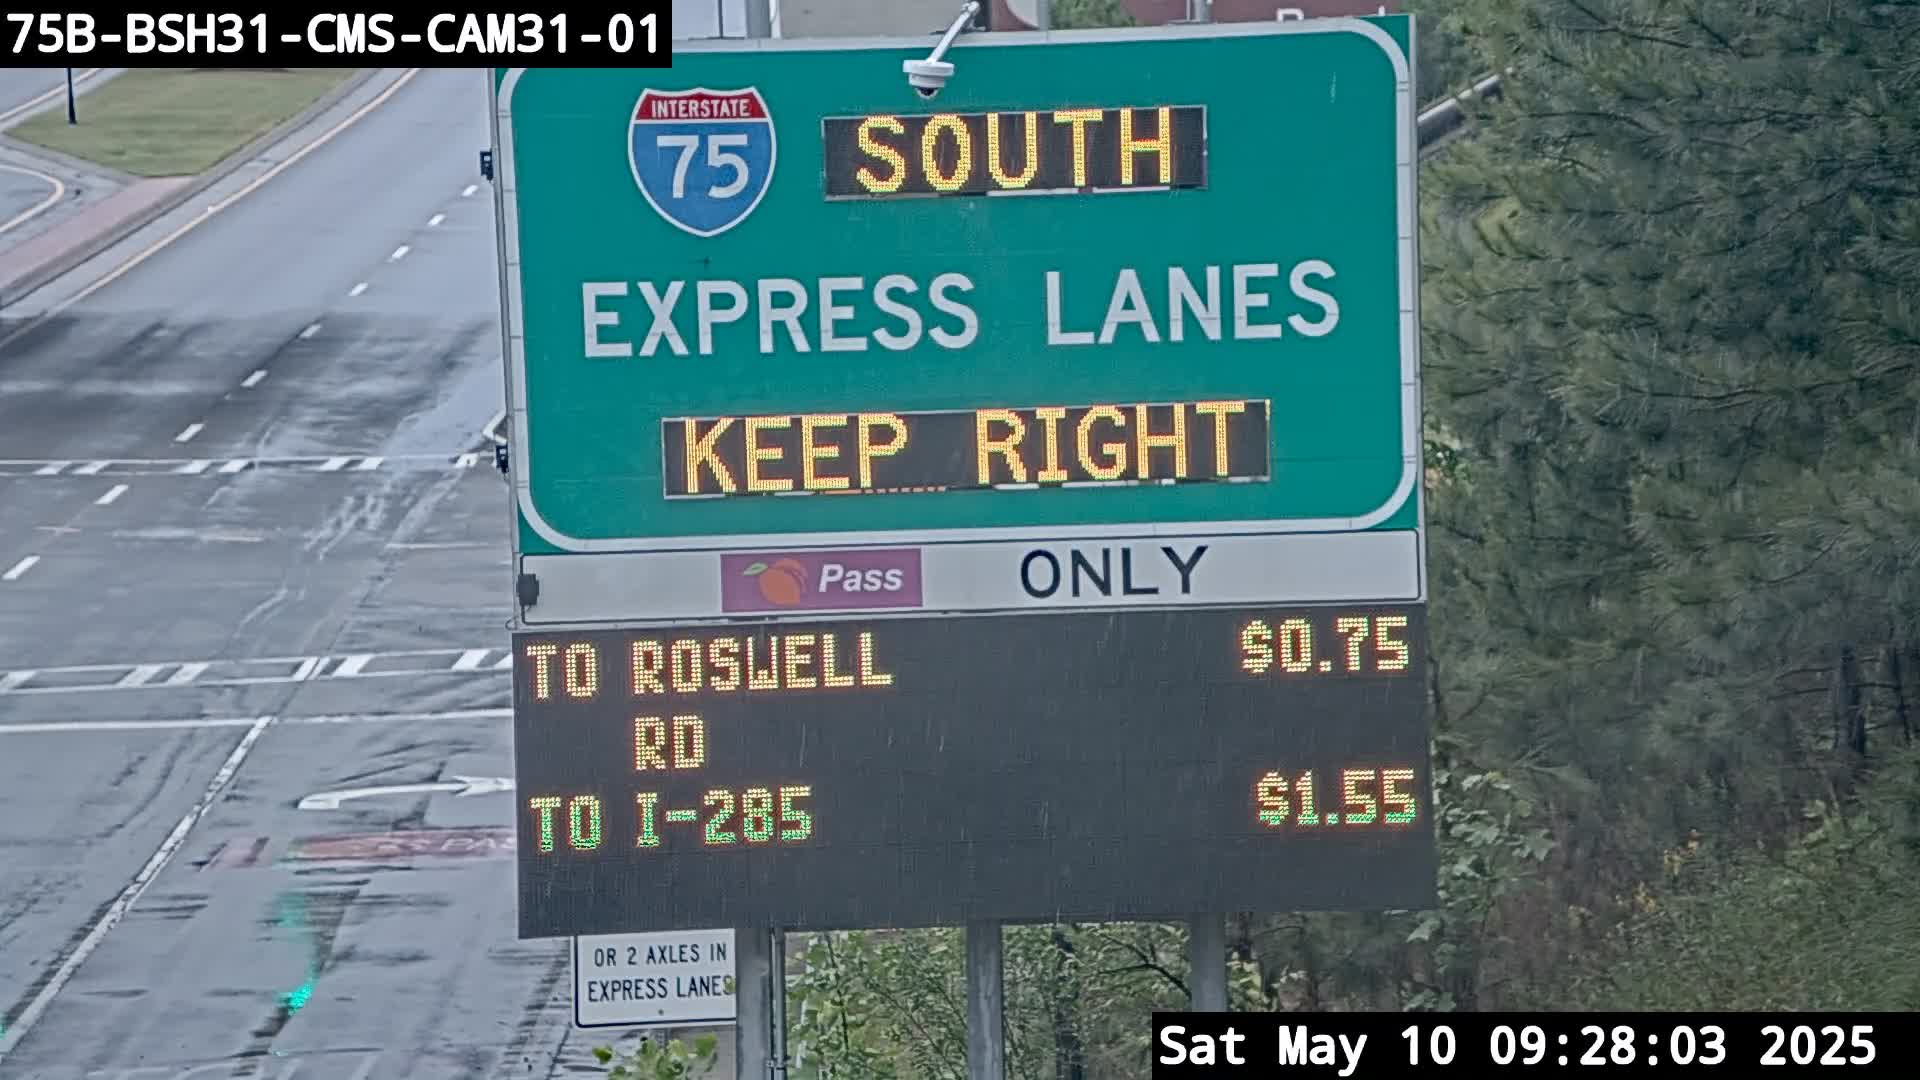 75B-BSH31-CMS-CAM31-01
INTERSTATE
75
SOUTH
EXPRESS LANES
KEEP RIGHT
Pass ONLY
TO ROSWELL $0.75
RD
TO I-285 $1.55
OR 2 AXLES IN
EXPRESS LANES
Sat May 10 09:28:03 2025